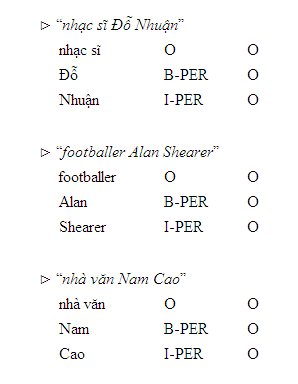 ▷ “nhạc sĩ Đỗ Nhuận”
nhạc sĩ O O
Đỗ B-PER O
Nhuận I-PER O
▷ “footballer Alan Shearer”
footballer O O
Alan B-PER O
Shearer I-PER O
▷ “nhà văn Nam Cao”
nhà văn O O
Nam B-PER O
Cao I-PER O